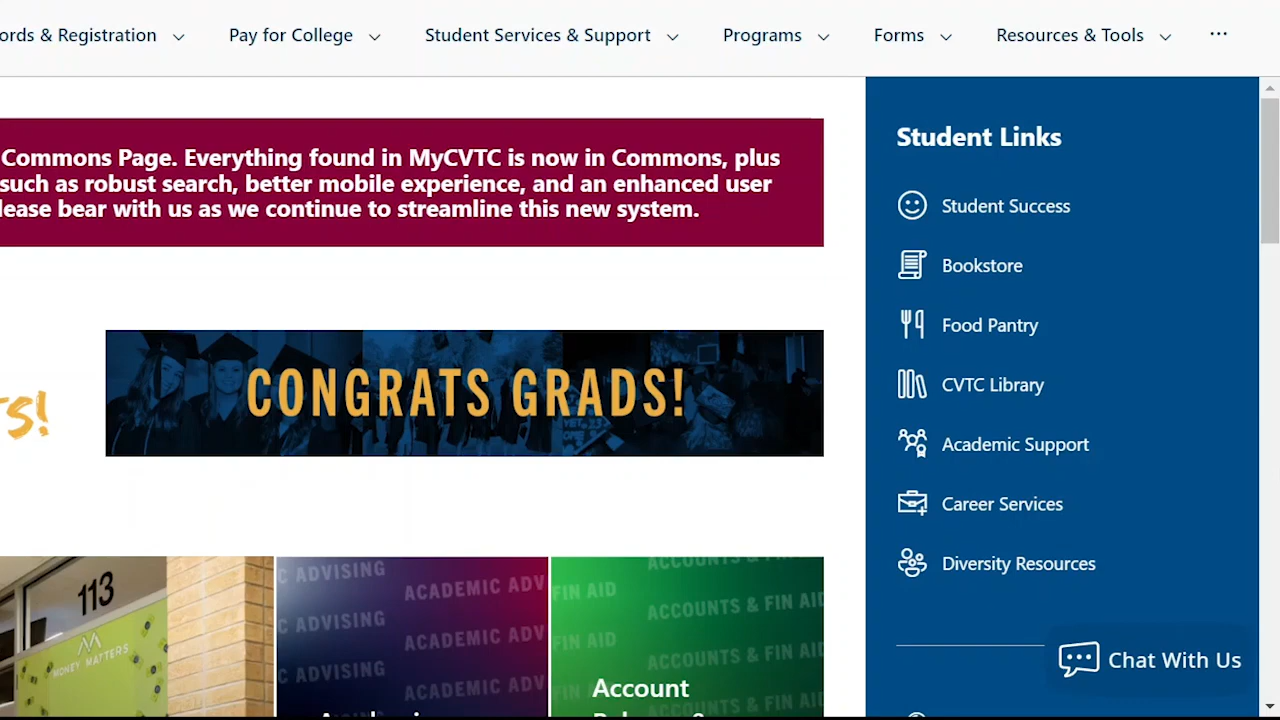 Registration
Pay for College
Student Services & Support
Programs
Forms
Resources & Tools
Commons Page. Everything found in MyCVTC is now in Commons, plus
such as robust search, better mobile experience, and an enhanced user
bear with us as we continue to streamline this new system.
Student Links
Student Success
Bookstore
Food Pantry
CVTC Library
Academic Support
Career Services
Diversity Resources
CONGRATS GRADS!
113
MONEY MATTERS
ADVISING
ACADEMIC ADV
ADVISING
ACADEMIC ADV
ADVISING
ACADEMIC ADV
FIN AID
ACCOUNTS & FIN AID
FIN AID
ACCOUNTS & FIN AID
Account
Chat With Us